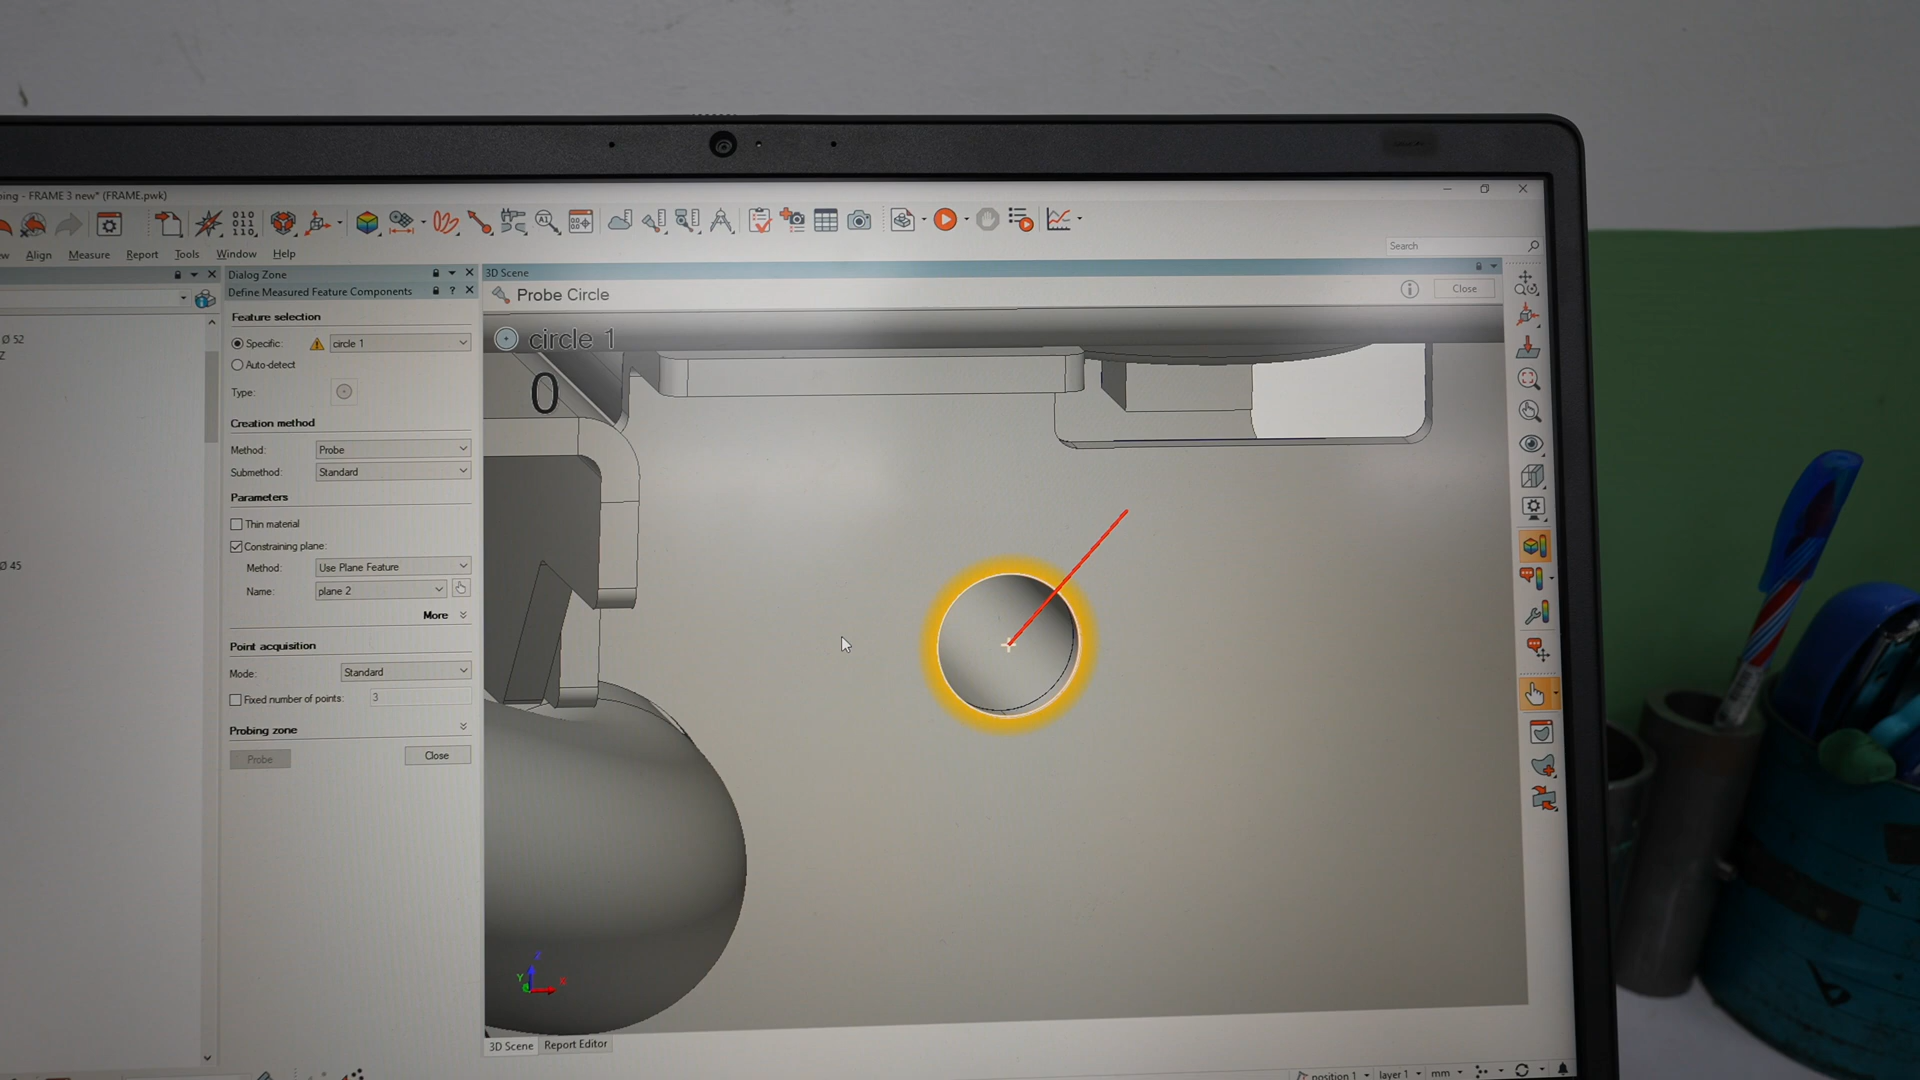 - FRAME 3 new* (FRAME.pwk)
010
011
110
A1
Align Measure Report Tools Window Help
Search
Dialog Zone
3D Scene
Define Measured Feature Components
Probe Circle
Close
Feature selection
circle 1
Ø 52
Z
Specific:
circle 1
Auto-detect
0
Type:
Creation method
Method:
Probe
Submethod:
Standard
Parameters
Thin material
Constraining plane:
Ø 45
Method:
Use Plane Feature
Name:
plane 2
More
Point acquisition
Mode:
Standard
Fixed number of points:
3
Probing zone
Probe
Close
Z
Y
X
3D Scene
Report Editor
position 1
layer 1
mm